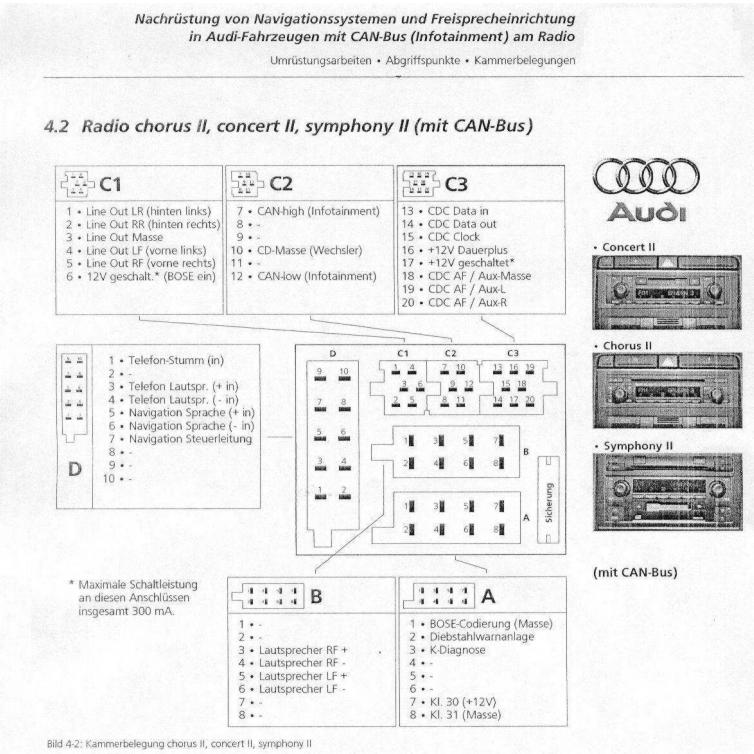 Nachrüstung von Navigationssystemen und Freisprecheinrichtung
in Audi-Fahrzeugen mit CAN-Bus (Infotainment) am Radio
Umrüstungsarbeiten • Abgriffspunkte • Kammerbelegungen
4.2 Radio chorus II, concert II, symphony II (mit CAN-Bus)
C1
1 • Line Out LR (hinten links)
2 • Line Out RR (hinten rechts)
3 • Line Out Masse
4 • Line Out LF (vorne links)
5 • Line Out RF (vorne rechts)
6 • 12V geschalt.* (BOSE ein)
C2
7 • CAN-high (Infotainment)
8 • -
9 • -
10 • CD-Masse (Wechsler)
11 • -
12 • CAN-low (Infotainment)
C3
13 • CDC Data in
14 • CDC Data out
15 • CDC Clock
16 • +12V Dauerplus
17 • +12V geschaltet*
18 • CDC AF / Aux-Masse
19 • CDC AF / Aux-L
20 • CDC AF / Aux-R
Audi
• Concert II
• Chorus II
• Symphony II
(mit CAN-Bus)
D
1 • Telefon-Stumm (in)
2 • -
3 • Telefon Lautspr. (+ in)
4 • Telefon Lautspr. (- in)
5 • Navigation Sprache (+ in)
6 • Navigation Sprache (- in)
7 • Navigation Steuerleitung
8 • -
9 • -
10 • -
D C1 C2 C3
9 10 1 4 7 10 13 16 19
3 6 9 12 15 18
7 8 2 5 8 11 14 17 20
5 6 1 3 5 7
B
3 4 2 4 6 8
1 2 1 3 5 7
A
2 4 6 8
Sicherung
* Maximale Schaltleistung
an diesen Anschlüssen
insgesamt 300 mA.
B
1 • -
2 • -
3 • Lautsprecher RF +
4 • Lautsprecher RF -
5 • Lautsprecher LF +
6 • Lautsprecher LF -
7 • -
8 • -
A
1 • BOSE-Codierung (Masse)
2 • Diebstahlwarnanlage
3 • K-Diagnose
4 • -
5 • -
6 • -
7 • Kl. 30 (+12V)
8 • Kl. 31 (Masse)
Bild 4-2: Kammerbelegung chorus II, concert II, symphony II